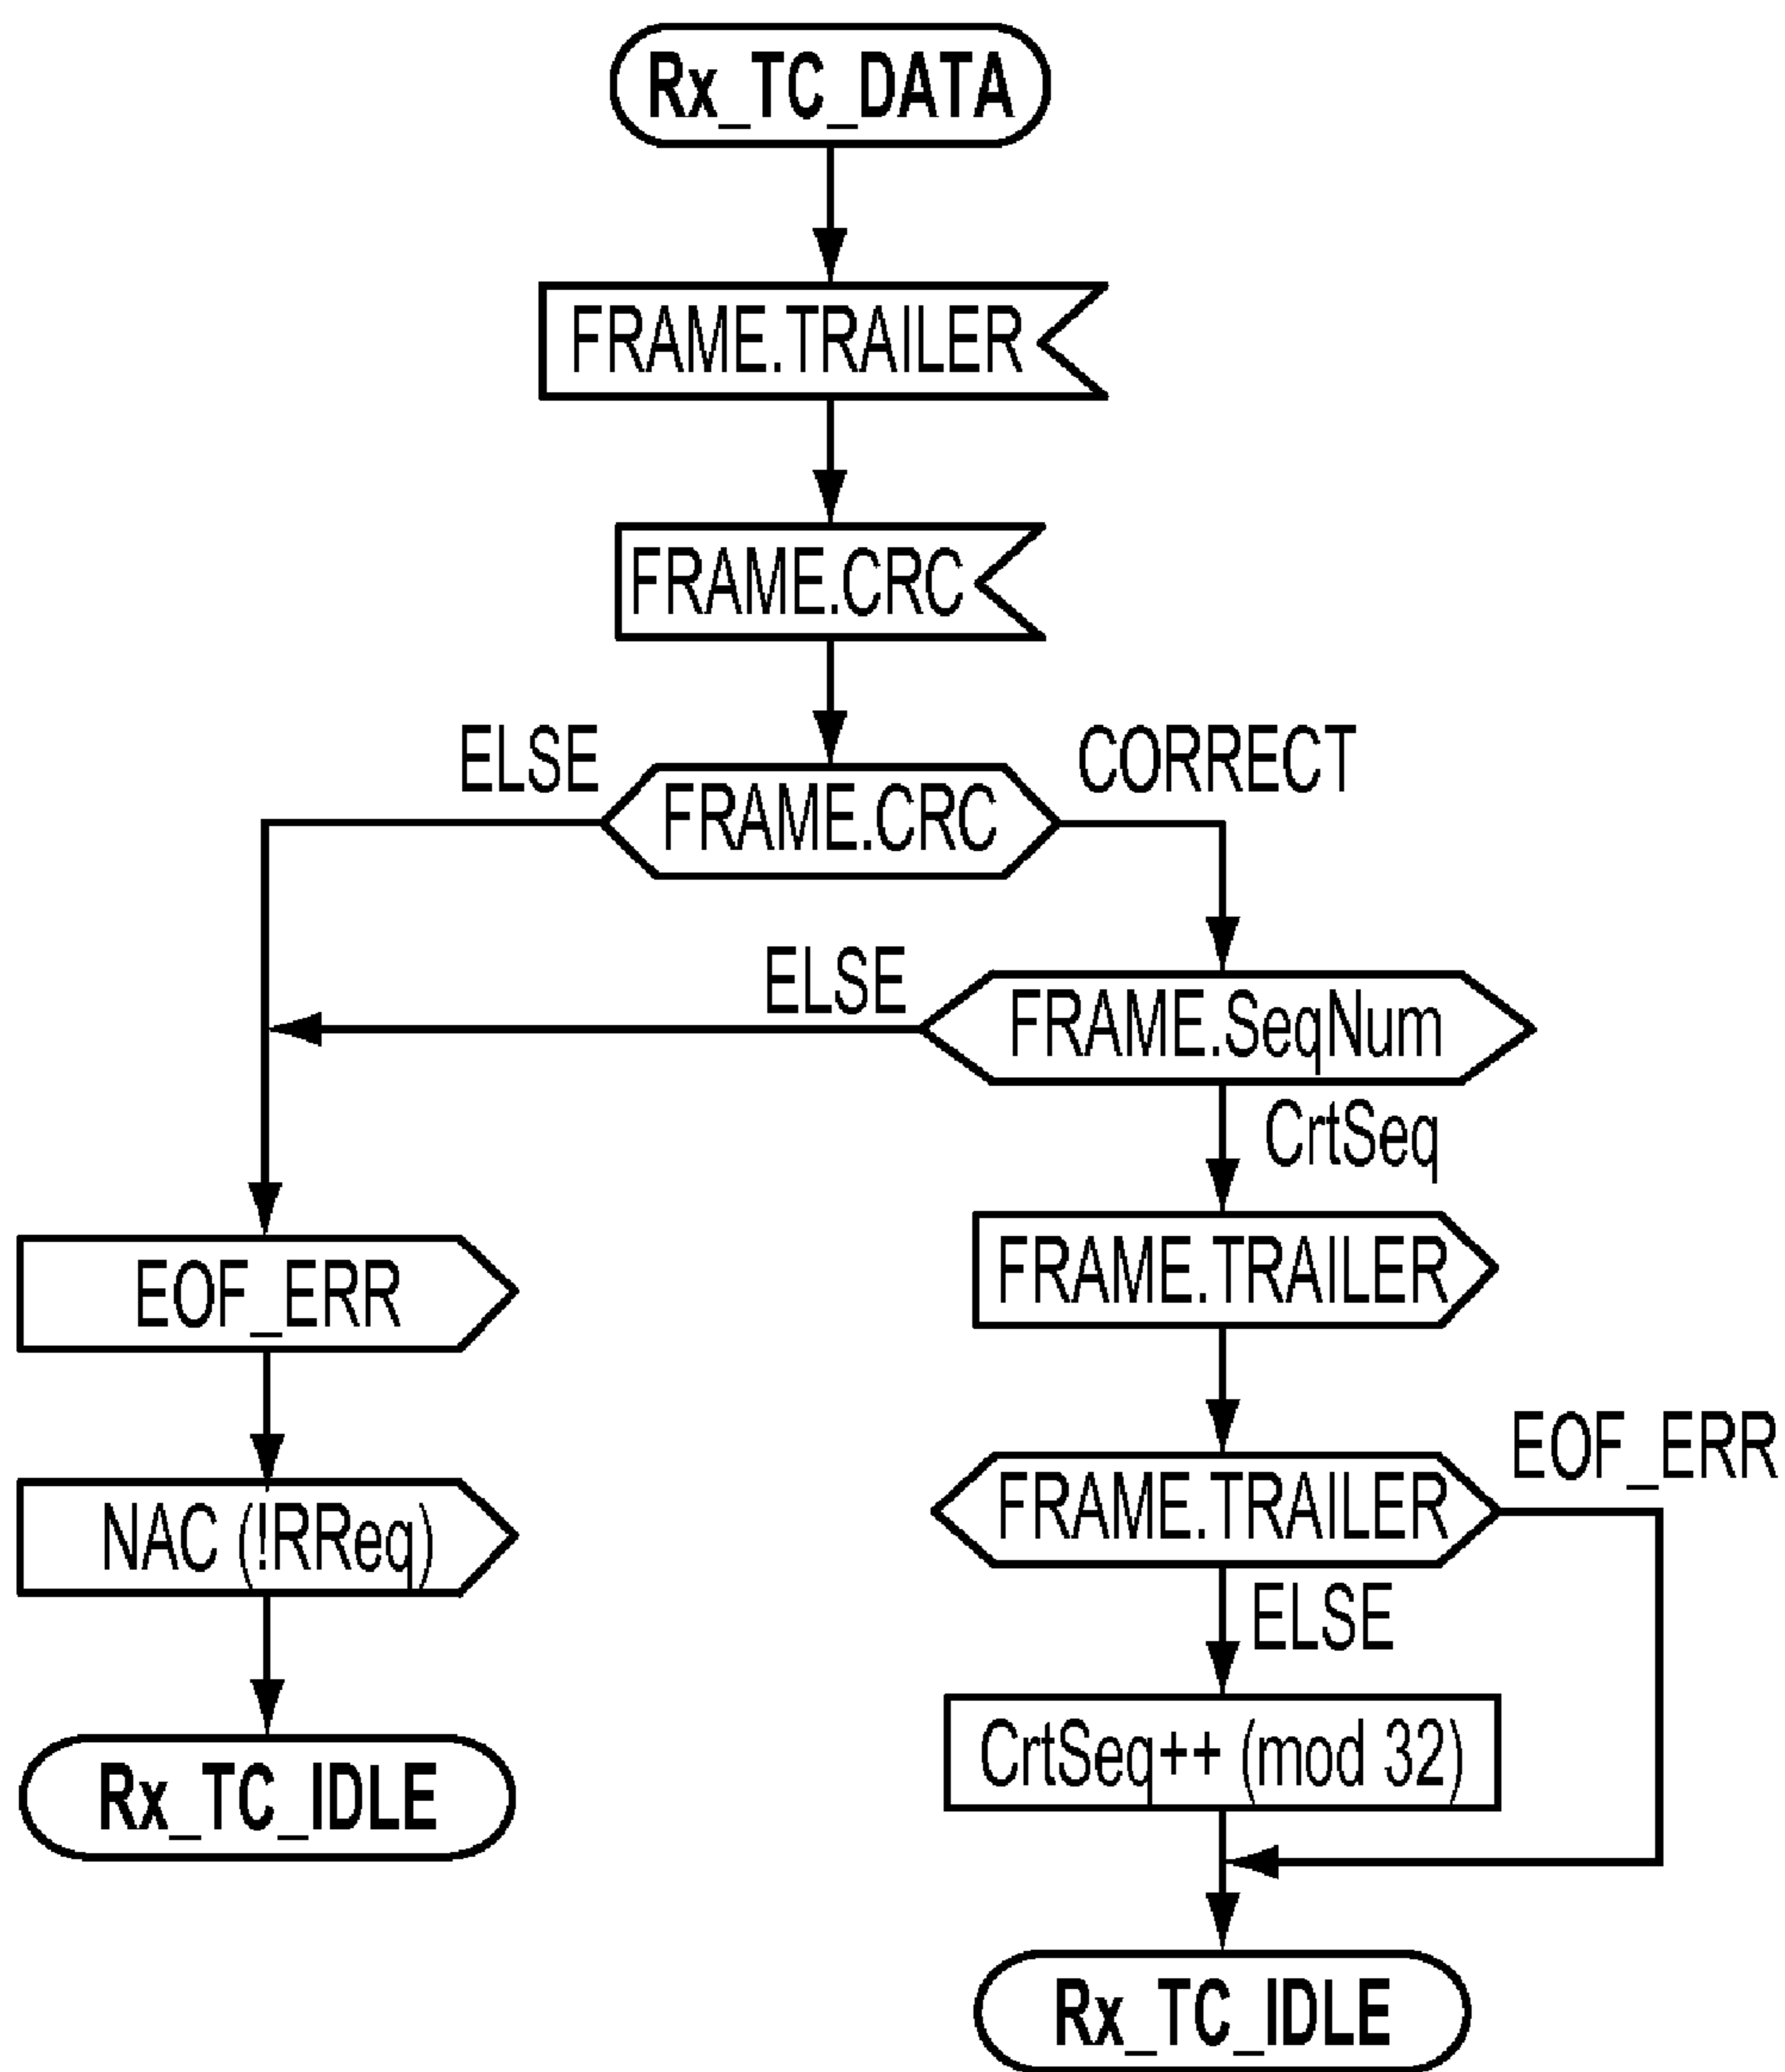 Rx_TC_DATA
FRAME.TRAILER
FRAME.CRC
ELSE
CORRECT
FRAME.CRC
ELSE
FRAME.SeqNum
CrtSeq
FRAME.TRAILER
EOF_ERR
EOF_ERR
FRAME.TRAILER
NAC (!RReq)
ELSE
CrtSeq++ (mod 32)
Rx_TC_IDLE
Rx_TC_IDLE